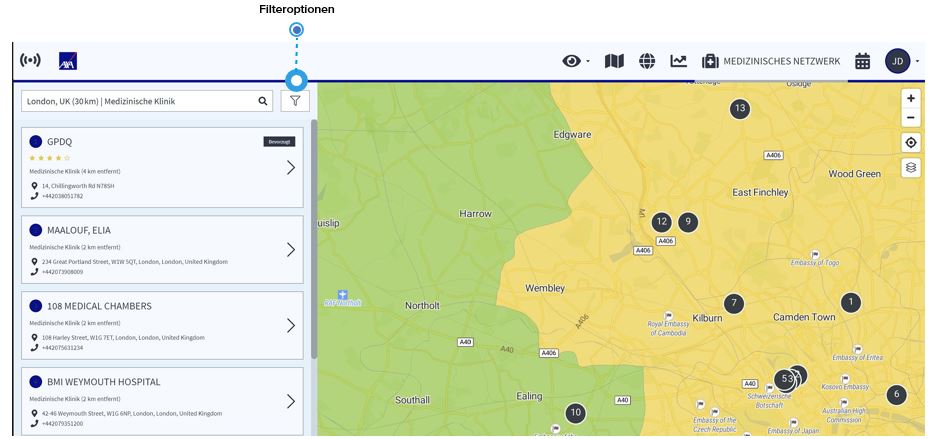 Filteroptionen
AXA
MEDIZINISCHES NETZWERK
JD
London, UK (30 km) | Medizinische Klinik
GPDQ
Bevorzugt
Medizinische Klinik (4 km entfernt)
14, Chillingworth Rd N78SH
+442038051782
MAALOUF, ELIA
Medizinische Klinik (2 km entfernt)
234 Great Portland Street, W1W 5QT, London, London, United Kingdom
+442073908009
108 MEDICAL CHAMBERS
Medizinische Klinik (2 km entfernt)
108 Harley Street, W1G 7ET, London, London, United Kingdom
+442075631234
BMI WEYMOUTH HOSPITAL
Medizinische Klinik (2 km entfernt)
42-46 Weymouth Street, W1G 6NP, London, London, United Kingdom
+442079351200
Osidge
13
Edgware
A406
Wood Green
East Finchley
Harrow
uislip
M1
12
9
A406
A406
Embassy of Togo
Wembley
RAF Northolt
Northolt
7
1
Royal Embassy
of Cambodia
Kilburn
Camden Town
A406
A40
A40
A406
Embassy of Eritrea
53
A40
Schweizerische
Botschaft
Kosovo Embassy
6
Southall
Ealing
A40
10
Embassy of the
Czech Republic
Australian High
Commission
Embassy of Japan